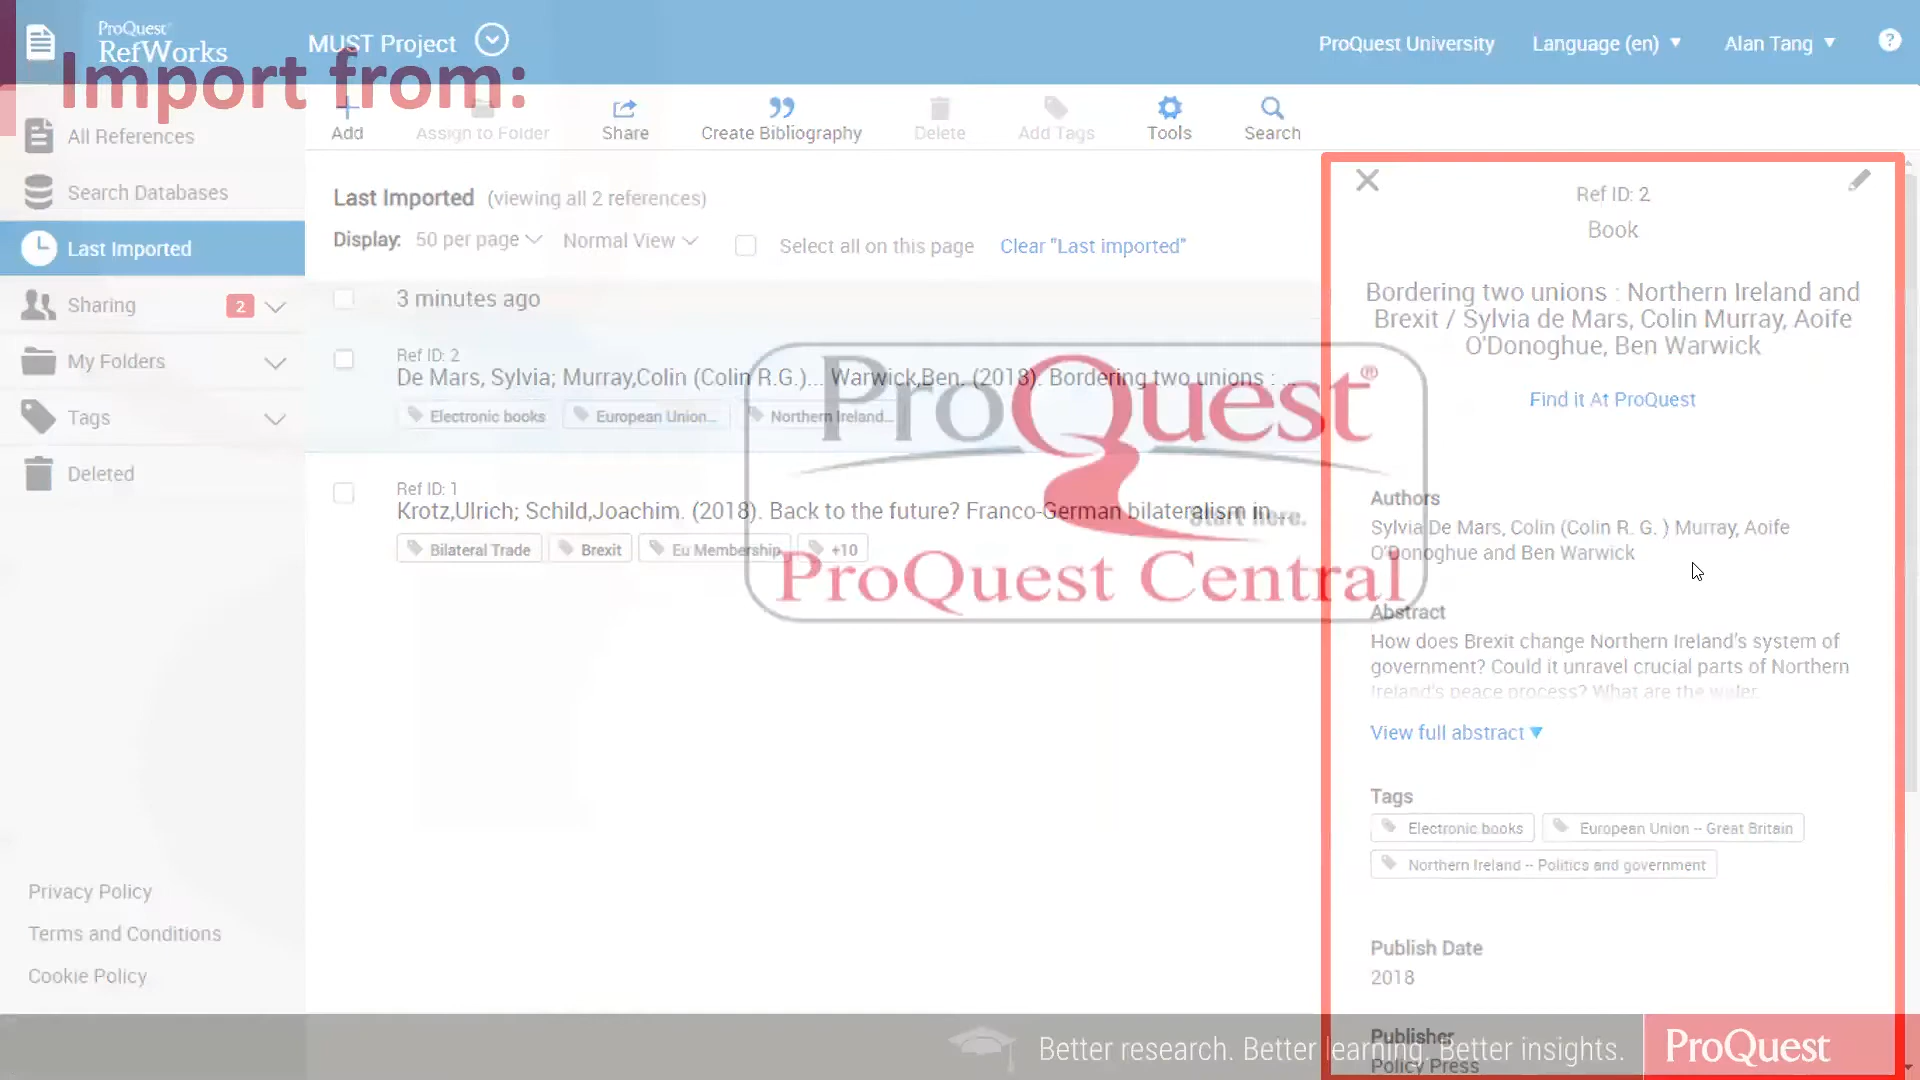 ProQuest
RefWorks
MUST Project
ProQuest University
Language (en)
Alan Tang
?
Import from:
Add
Assign to Folder
Share
Create Bibliography
Delete
Add Tags
Tools
Search
All References
Search Databases
Last Imported
Sharing
2
My Folders
Tags
Deleted
Privacy Policy
Terms and Conditions
Cookie Policy
Last Imported (viewing all 2 references)
Display: 50 per page Normal View Select all on this page Clear "Last imported"
3 minutes ago
Ref ID: 2
De Mars, Sylvia; Murray,Colin (Colin R.G.)... Warwick,Ben. (2018). Bordering two unions : ...
Electronic books
European Union...
Northern Ireland...
Ref ID: 1
Krotz,Ulrich; Schild,Joachim. (2018). Back to the future? Franco-German bilateralism in...
Bilateral Trade
Brexit
Eu Membership
+10
ProQuest®
Start here.
ProQuest Central
Ref ID: 2
Book
Bordering two unions : Northern Ireland and
Brexit / Sylvia de Mars, Colin Murray, Aoife
O'Donoghue, Ben Warwick
Find it At ProQuest
Authors
Sylvia De Mars, Colin (Colin R. G. ) Murray, Aoife
O'Donoghue and Ben Warwick
Abstract
How does Brexit change Northern Ireland's system of
government? Could it unravel crucial parts of Northern
Ireland's peace process? What are the wider
View full abstract
Tags
Electronic books
European Union -- Great Britain
Northern Ireland -- Politics and government
Publish Date
2018
Publisher
Policy Press
Better research. Better learning. Better insights.
ProQuest